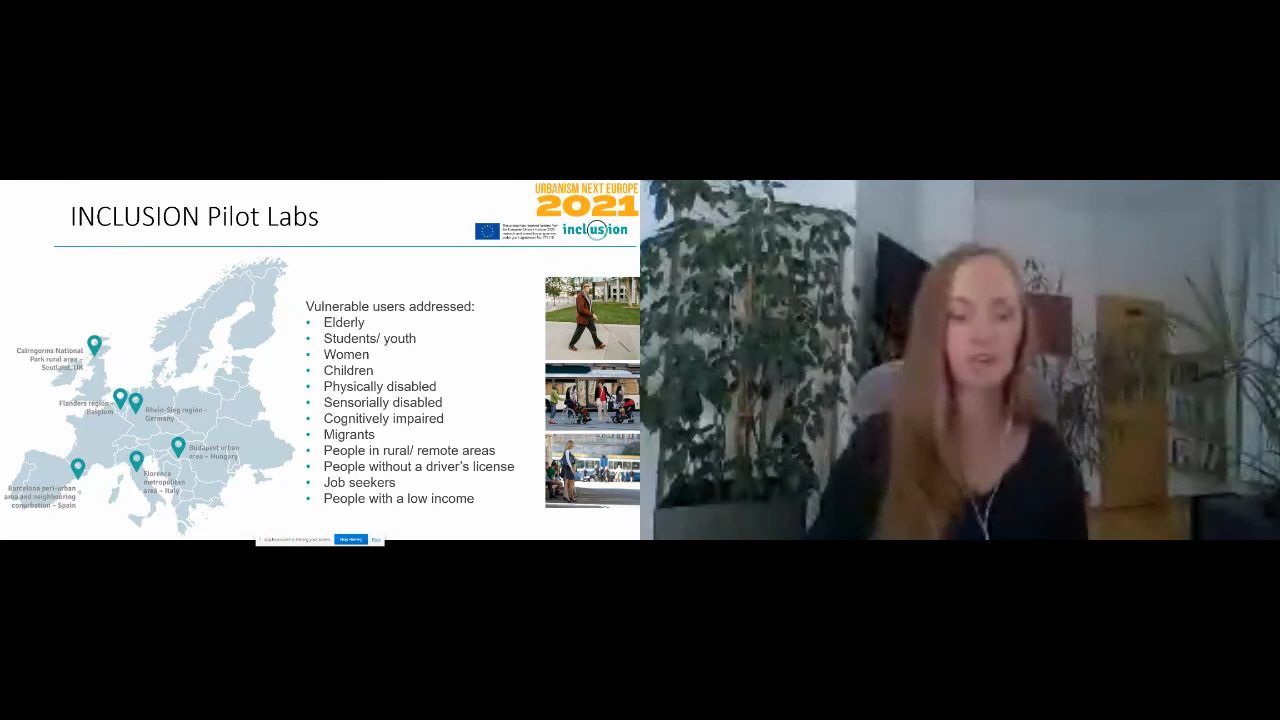 INCLUSION Pilot Labs
URBANISM NEXT EUROPE
2021
inclusion
Cairngorms National
Park rural area –
Scotland, UK
Flanders region –
Belgium
Rhein-Sieg region -
Germany
Budapest urban
area – Hungary
Florence
metropolitan
area – Italy
Barcelona peri-urban
area and neighbouring
conurbation – Spain
Vulnerable users addressed:
• Elderly
• Students/ youth
• Women
• Children
• Physically disabled
• Sensorially disabled
• Cognitively impaired
• Migrants
• People in rural/ remote areas
• People without a driver's license
• Job seekers
• People with a low income
Stop sharing
Hide